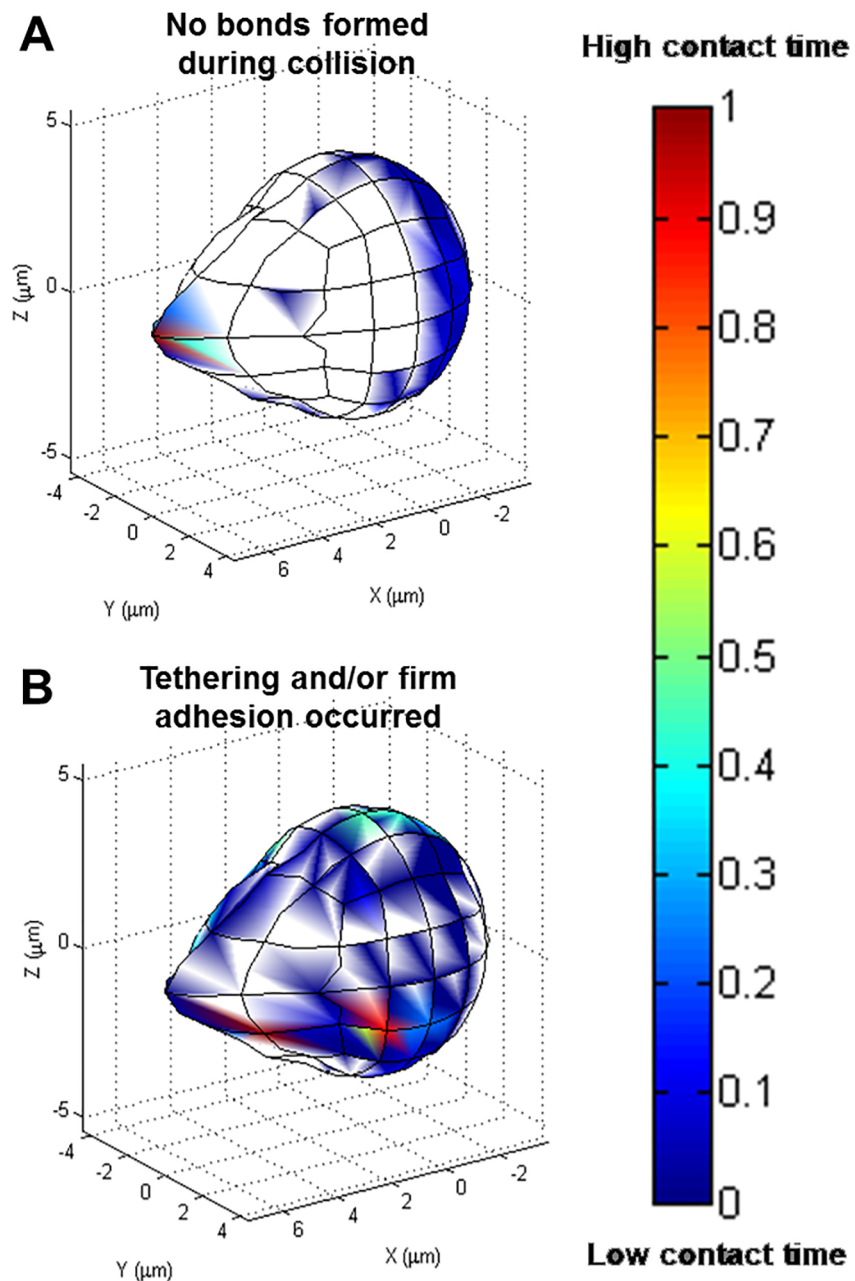 A
No bonds formed
during collision
5
0
-5
Z (μm)
-4
-2
0
2
4
Y (μm)
6
4
2
0
-2
X (μm)
B
Tethering and/or firm
adhesion occurred
5
0
-5
Z (μm)
-4
-2
0
2
4
Y (μm)
6
4
2
0
-2
X (μm)
High contact time
1
0.9
0.8
0.7
0.6
0.5
0.4
0.3
0.2
0.1
0
Low contact time